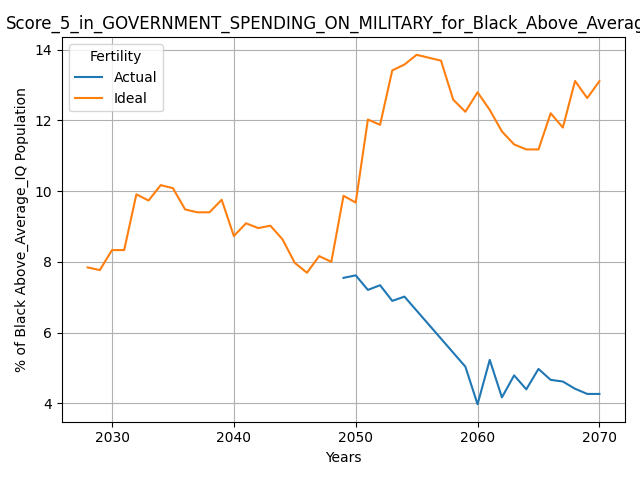 Score_5_in_GOVERNMENT_SPENDING_ON_MILITARY_for_Black_Above_Averag
14
12
10
8
6
4
% of Black Above_Average_IQ Population
Fertility
Actual
Ideal
2030 2040 2050 2060 2070
Years